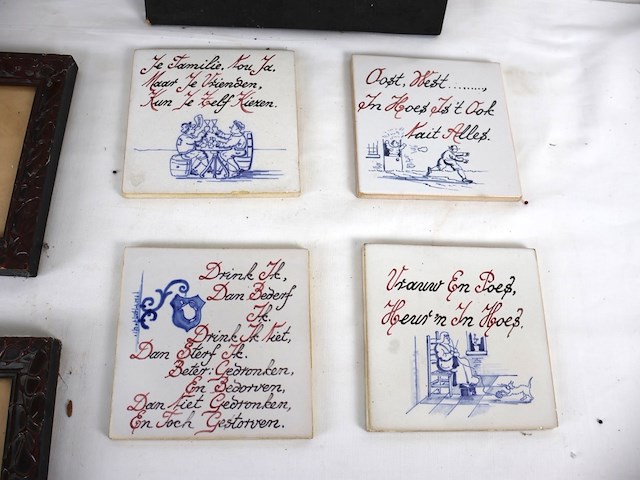 Je Familie, Nou Ja,
Maar Je Vrienden,
Kun Je Zelf Kiezen.
Oost, West........,
In Hoes Is't Ook
Nait Alles.
Drink Ik,
Dan Bederf
Ik.
Drink Ik Niet,
Dan Sterf Ik.
Beter: Gedronken,
En Bedorven,
Dan Niet Gedronken,
En Toch Gestorven.
Vrauw En Poes,
Heur'n In Hoes.